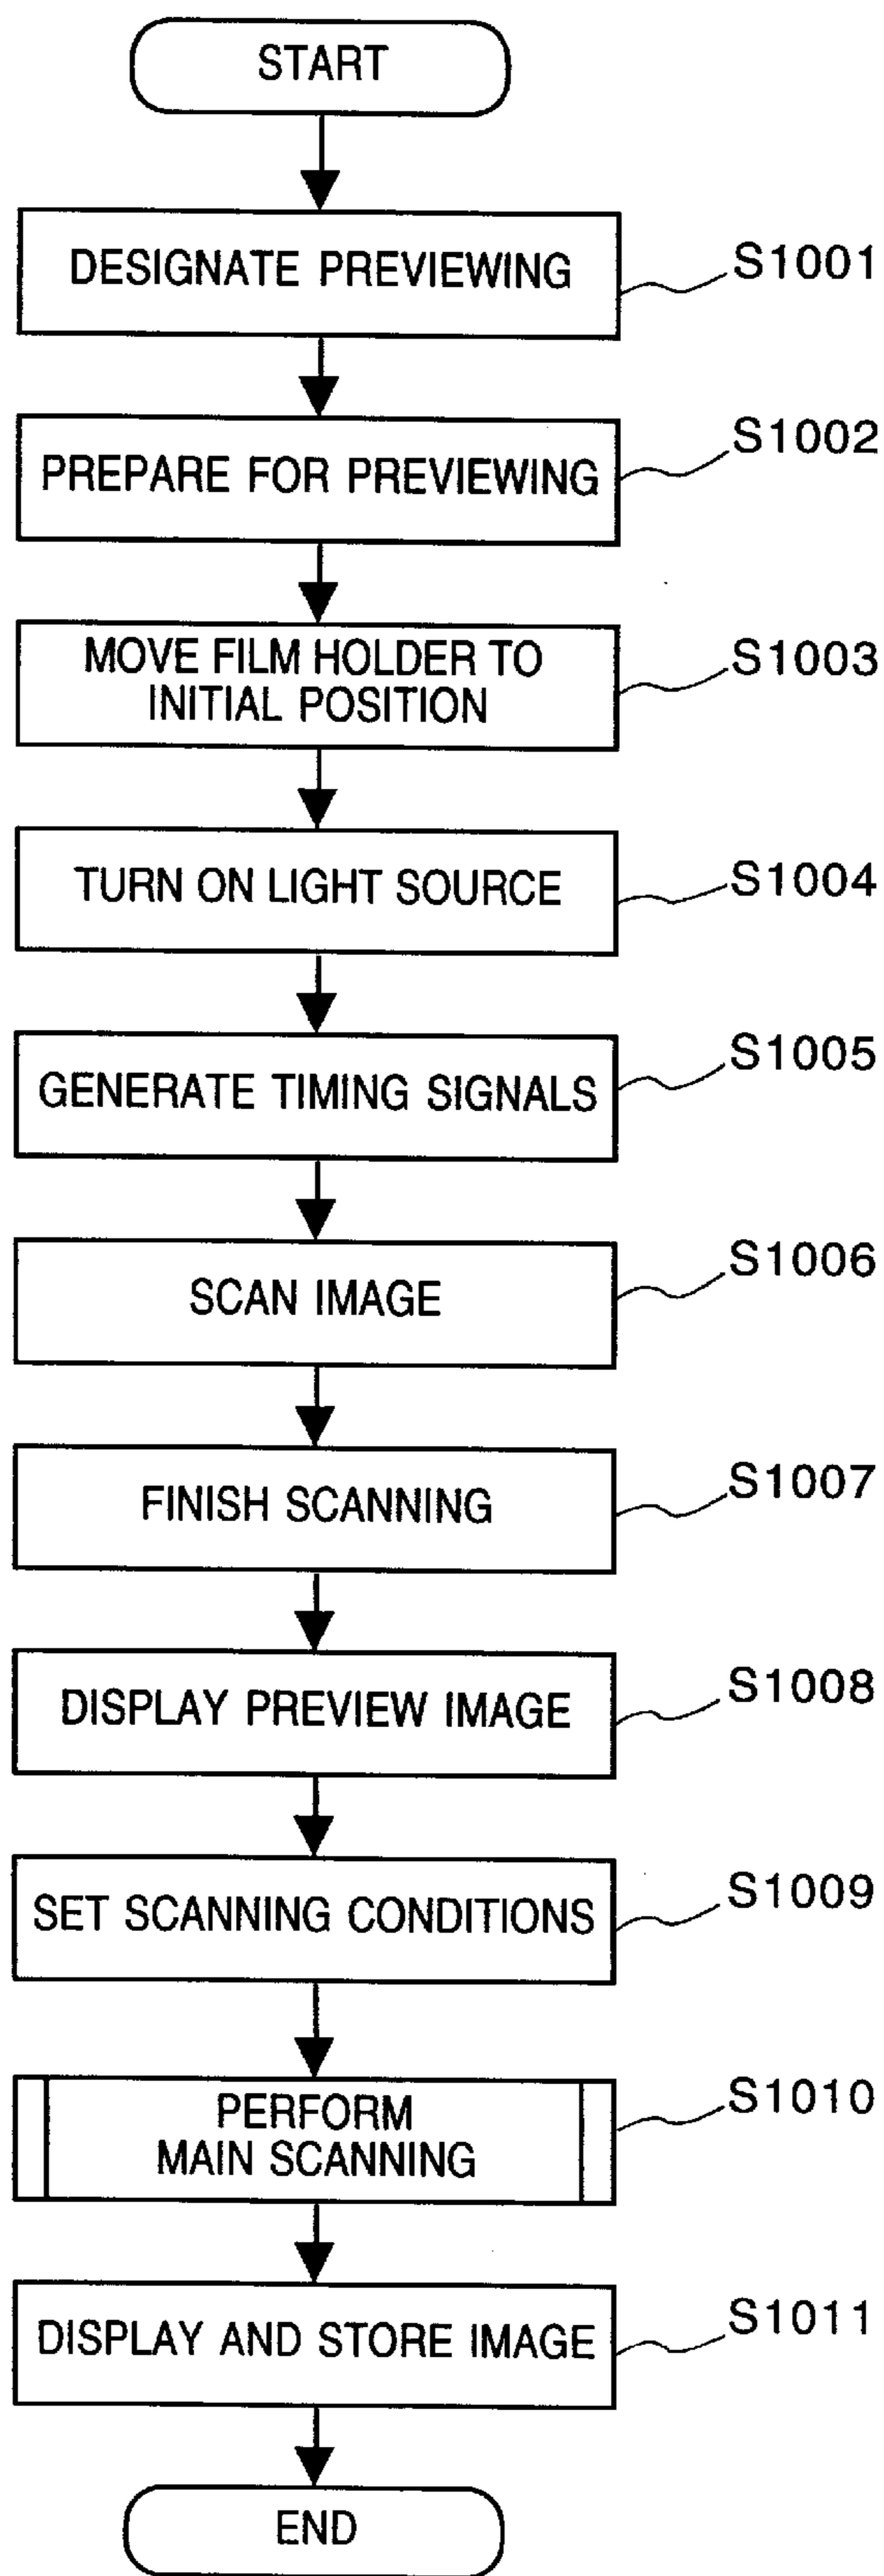 START
DESIGNATE PREVIEWING
S1001
PREPARE FOR PREVIEWING
S1002
MOVE FILM HOLDER TO
INITIAL POSITION
S1003
TURN ON LIGHT SOURCE
S1004
GENERATE TIMING SIGNALS
S1005
SCAN IMAGE
S1006
FINISH SCANNING
S1007
DISPLAY PREVIEW IMAGE
S1008
SET SCANNING CONDITIONS
S1009
PERFORM
MAIN SCANNING
S1010
DISPLAY AND STORE IMAGE
S1011
END